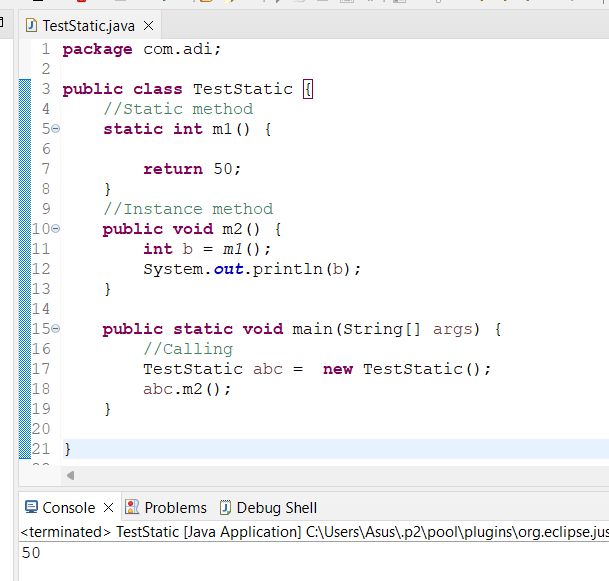 TestStatic.java
1 package com.adi;
2
3 public class TestStatic {
4 //Static method
5 static int m1() {
6
7 return 50;
8 }
9 //Instance method
10 public void m2() {
11 int b = m1();
12 System.out.println(b);
13 }
14
15 public static void main(String[] args) {
16 //Calling
17 TestStatic abc =  new TestStatic();
18 abc.m2();
19 }
20
21 }
Console Problems Debug Shell
<terminated> TestStatic [Java Application] C:\Users\Asus\.p2\pool\plugins\org.eclipse.jus
50